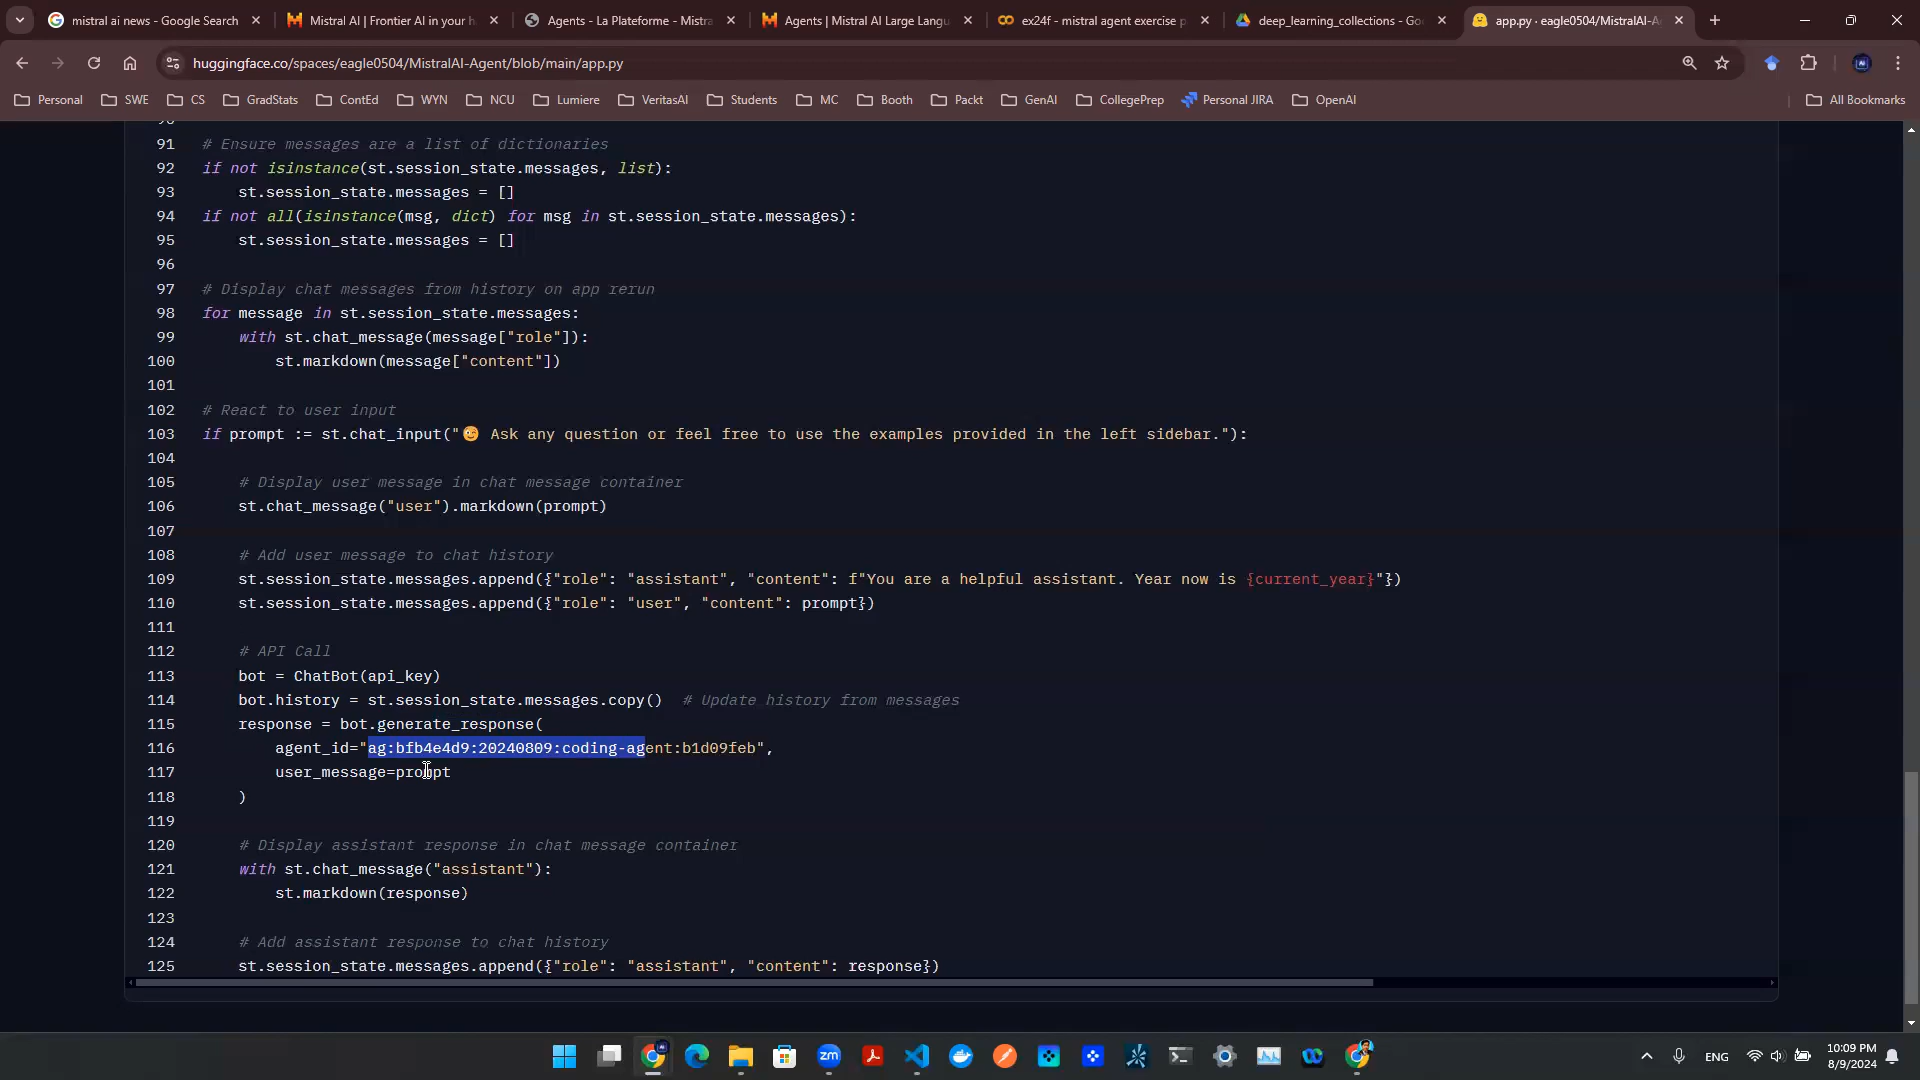 mistral ai news - Google Search
Mistral AI | Frontier AI in your h
Agents - La Plateforme - Mistra
Agents | Mistral AI Large Langu
ex24f - mistral agent exercise p
deep_learning_collections - Goo
app.py · eagle0504/MistralAI-A
huggingface.co/spaces/eagle0504/MistralAI-Agent/blob/main/app.py
Personal SWE CS GradStats ContEd WYN NCU Lumiere VeritasAI Students MC Booth Packt GenAI CollegePrep Personal JIRA OpenAI All Bookmarks
90
91 # Ensure messages are a list of dictionaries
92 if not isinstance(st.session_state.messages, list):
93 st.session_state.messages = []
94 if not all(isinstance(msg, dict) for msg in st.session_state.messages):
95 st.session_state.messages = []
96
97 # Display chat messages from history on app rerun
98 for message in st.session_state.messages:
99 with st.chat_message(message["role"]):
100 st.markdown(message["content"])
101
102 # React to user input
103 if prompt := st.chat_input("😊 Ask any question or feel free to use the examples provided in the left sidebar."):
104
105 # Display user message in chat message container
106 st.chat_message("user").markdown(prompt)
107
108 # Add user message to chat history
109 st.session_state.messages.append({"role": "assistant", "content": f"You are a helpful assistant. Year now is {current_year}"})
110 st.session_state.messages.append({"role": "user", "content": prompt})
111
112 # API Call
113 bot = ChatBot(api_key)
114 bot.history = st.session_state.messages.copy() # Update history from messages
115 response = bot.generate_response(
116 agent_id="ag:bfb4e4d9:20240809:coding-agent:b1d09feb",
117 user_message=prompt
118 )
119
120 # Display assistant response in chat message container
121 with st.chat_message("assistant"):
122 st.markdown(response)
123
124 # Add assistant response to chat history
125 st.session_state.messages.append({"role": "assistant", "content": response})
zm
ENG
10:09 PM
8/9/2024